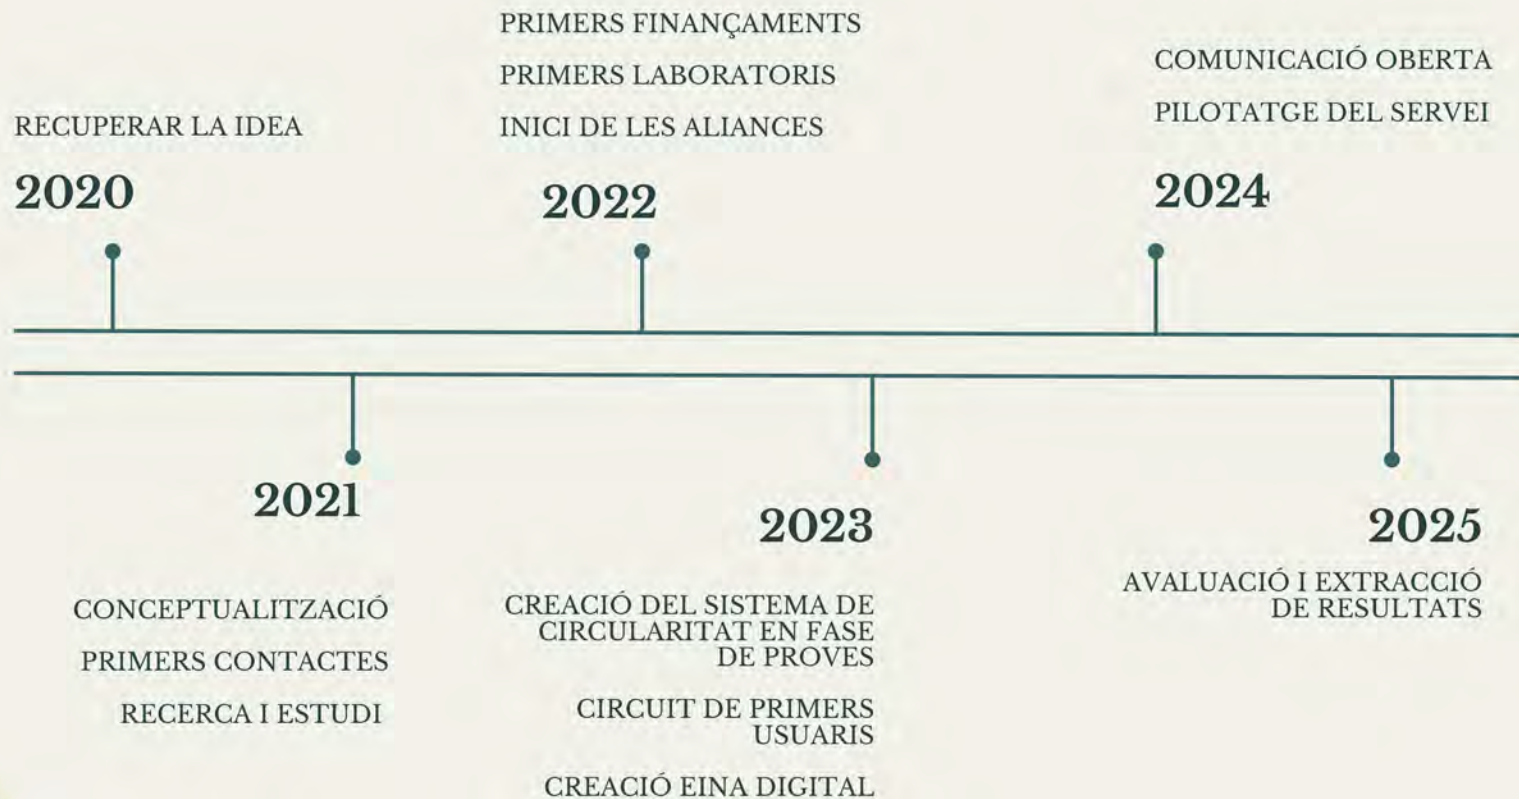 RECUPERAR LA IDEA
2020
PRIMERS FINANÇAMENTS
PRIMERS LABORATORIS
INICI DE LES ALIANCES
2022
COMUNICACIÓ OBERTA
PILOTATGE DEL SERVEI
2024
2021
CONCEPTUALITZACIÓ
PRIMERS CONTACTES
RECERCA I ESTUDI
2023
CREACIÓ DEL SISTEMA DE
CIRCULARITAT EN FASE
DE PROVES
CIRCUIT DE PRIMERS
USUARIS
CREACIÓ EINA DIGITAL
2025
AVALUACIÓ I EXTRACCIÓ
DE RESULTATS